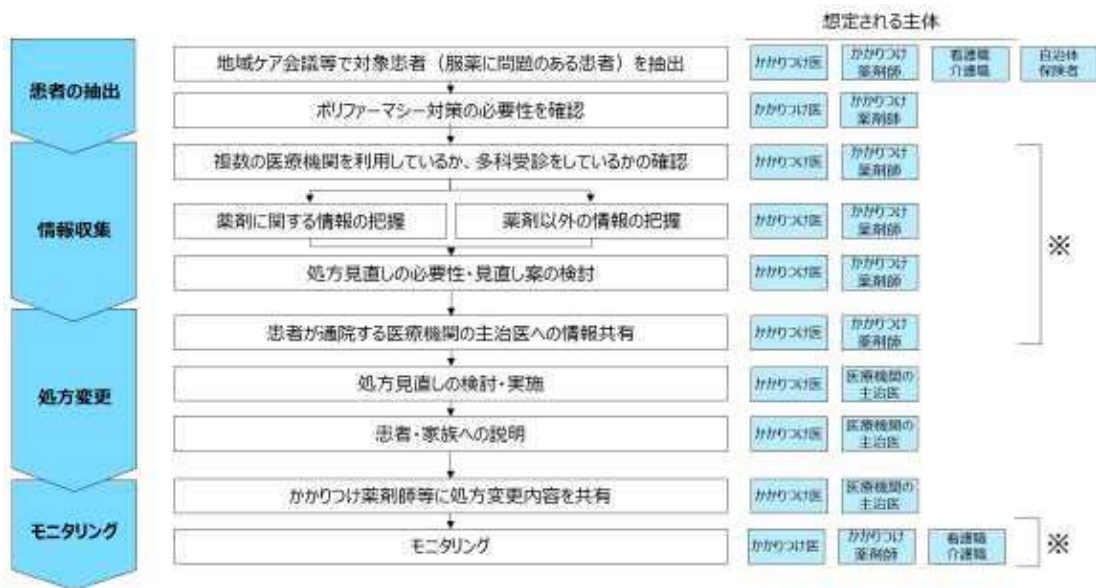 想定される主体
患者の抽出
地域ケア会議等で対象患者（服薬に問題のある患者）を抽出
かかりつけ医
かかりつけ
薬剤師
看護職
介護職
自治体
保険者
ポリファーマシー対策の必要性を確認
かかりつけ医
かかりつけ
薬剤師
情報収集
複数の医療機関を利用しているか、多科受診をしているかの確認
かかりつけ医
かかりつけ
薬剤師
薬剤に関する情報の把握
薬剤以外の情報の把握
かかりつけ医
かかりつけ
薬剤師
※
処方見直しの必要性・見直し案の検討
かかりつけ医
かかりつけ
薬剤師
処方変更
患者が通院する医療機関の主治医への情報共有
かかりつけ医
かかりつけ
薬剤師
処方見直しの検討・実施
かかりつけ医
医療機関の
主治医
患者・家族への説明
かかりつけ医
医療機関の
主治医
モニタリング
かかりつけ薬剤師等に処方変更内容を共有
かかりつけ医
医療機関の
主治医
モニタリング
かかりつけ医
かかりつけ
薬剤師
看護職
介護職
※